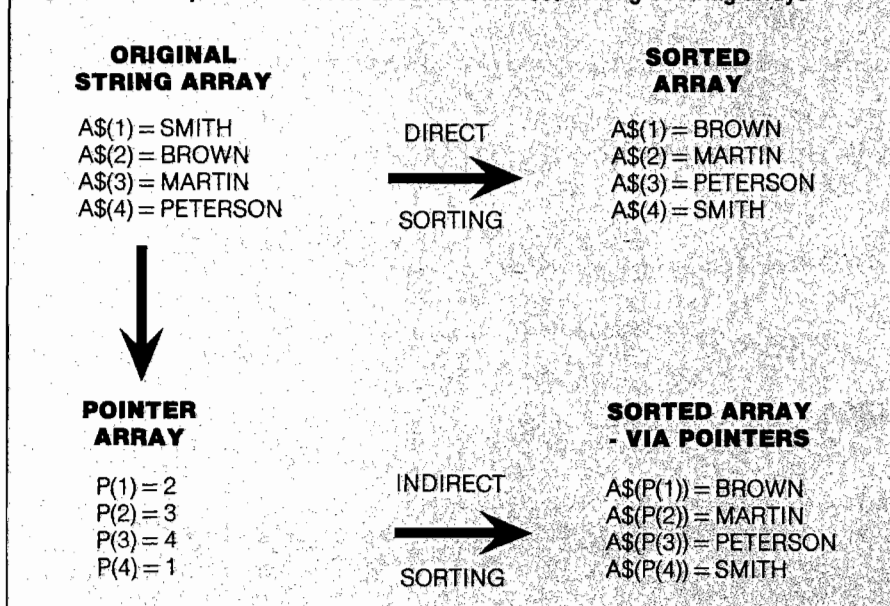 ORIGINAL
STRING ARRAY
A$(1) = SMITH
A$(2) = BROWN
A$(3) = MARTIN
A$(4) = PETERSON
DIRECT
SORTING
SORTED
ARRAY
A$(1) = BROWN
A$(2) = MARTIN
A$(3) = PETERSON
A$(4) = SMITH
POINTER
ARRAY
P(1) = 2
P(2) = 3
P(3) = 4
P(4) = 1
INDIRECT
SORTING
SORTED ARRAY
- VIA POINTERS
A$(P(1)) = BROWN
A$(P(2)) = MARTIN
A$(P(3)) = PETERSON
A$(P(4)) = SMITH